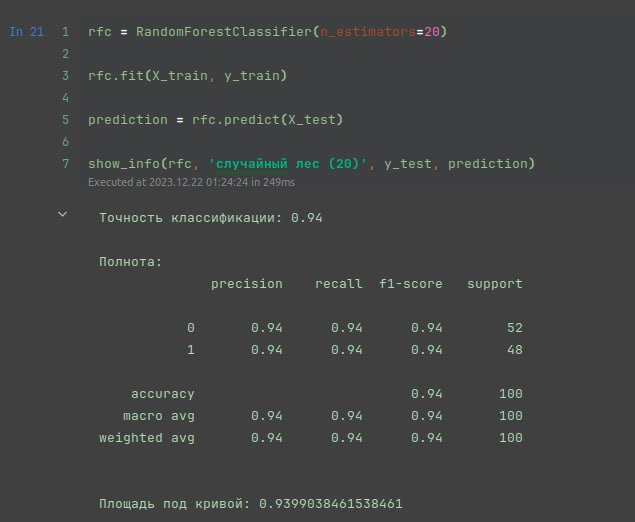 In 21 1 rfc = RandomForestClassifier(n_estimators=20)
2
3 rfc.fit(X_train, y_train)
4
5 prediction = rfc.predict(X_test)
6
7 show_info(rfc, 'случайный лес (20)', y_test, prediction)
Executed at 2023.12.22 01:24:24 in 249ms
Точность классификации: 0.94
Полнота:
precision recall f1-score support
0 0.94 0.94 0.94 52
1 0.94 0.94 0.94 48
accuracy 0.94 100
macro avg 0.94 0.94 0.94 100
weighted avg 0.94 0.94 0.94 100
Площадь под кривой: 0.9399038461538461